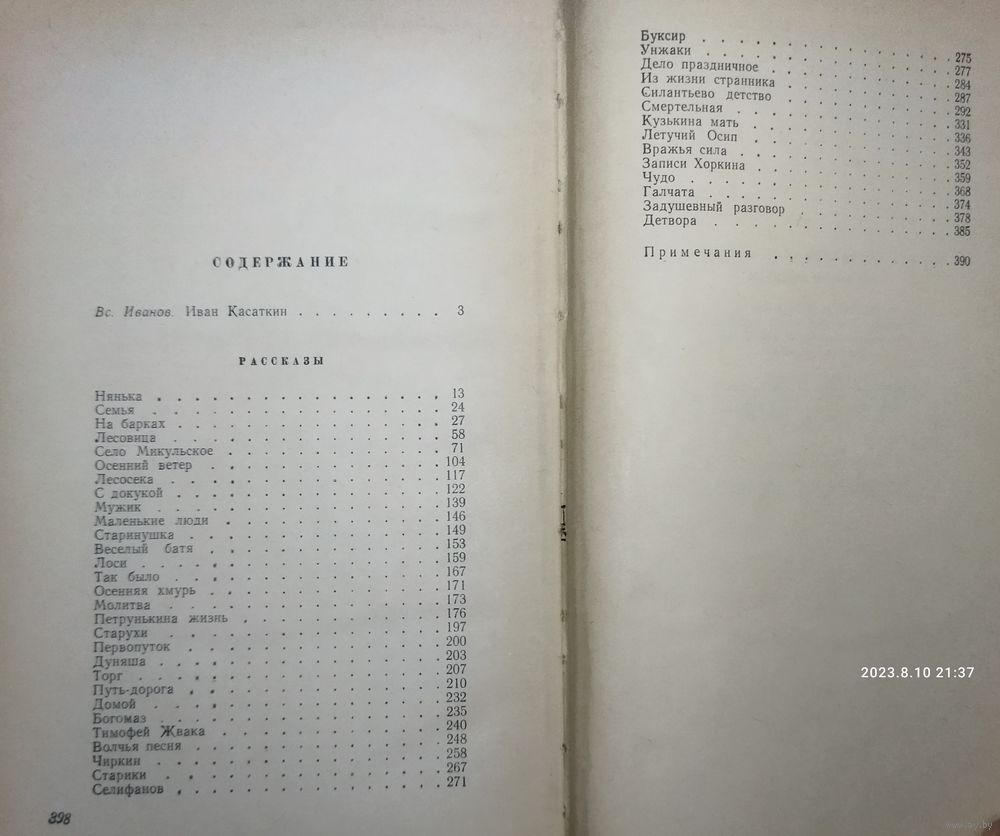 СОДЕРЖАНИЕ
Вс. Иванов. Иван Касаткин . . . . . . . . . 3
РАССКАЗЫ
Нянька . . . . . . . . . . . . . . . . 13
Семья . . . . . . . . . . . . . . . . 24
На барках . . . . . . . . . . . . . . 27
Лесовица . . . . . . . . . . . . . . 58
Село Микульское . . . . . . . . . . . 71
Осенний ветер . . . . . . . . . . . . 104
Лесосека . . . . . . . . . . . . . . 117
С докукой . . . . . . . . . . . . . . 122
Мужик . . . . . . . . . . . . . . . 139
Маленькие люди . . . . . . . . . . . 146
Старинушка . . . . . . . . . . . . . 149
Веселый батя . . . . . . . . . . . . 153
Лоси . . . . . . . . . . . . . . . . 159
Так было . . . . . . . . . . . . . . 167
Осенняя хмурь . . . . . . . . . . . . 171
Молитва . . . . . . . . . . . . . . 173
Петрунькина жизнь . . . . . . . . . . 176
Старухи . . . . . . . . . . . . . . 197
Первопуток . . . . . . . . . . . . . 200
Дуняша . . . . . . . . . . . . . . . 203
Торг . . . . . . . . . . . . . . . . 207
Путь-дорога . . . . . . . . . . . . . 210
Домой . . . . . . . . . . . . . . . 232
Богомаз . . . . . . . . . . . . . . 235
Тимофей Жвака . . . . . . . . . . . 240
Волчья песня . . . . . . . . . . . . 248
Чиркин . . . . . . . . . . . . . . . 258
Старики . . . . . . . . . . . . . . 267
Селифанов . . . . . . . . . . . . . 271
398
Буксир . . . . . . . . . . . . . . 275
Унжаки . . . . . . . . . . . . . . 277
Дело праздничное . . . . . . . . . . 284
Из жизни странника . . . . . . . . . 287
Силантьево детство . . . . . . . . . 292
Смертельная . . . . . . . . . . . . 331
Кузькина мать . . . . . . . . . . . 336
Летучий Осип . . . . . . . . . . . 343
Вражья сила . . . . . . . . . . . . 352
Записи Хоркина . . . . . . . . . . . 359
Чудо . . . . . . . . . . . . . . . 368
Галчата . . . . . . . . . . . . . . 374
Задушевный разговор . . . . . . . . . 378
Детвора . . . . . . . . . . . . . . 385
Примечания . . . . . . . . . . . 390
2023.8.10 21:37
www.ay.by